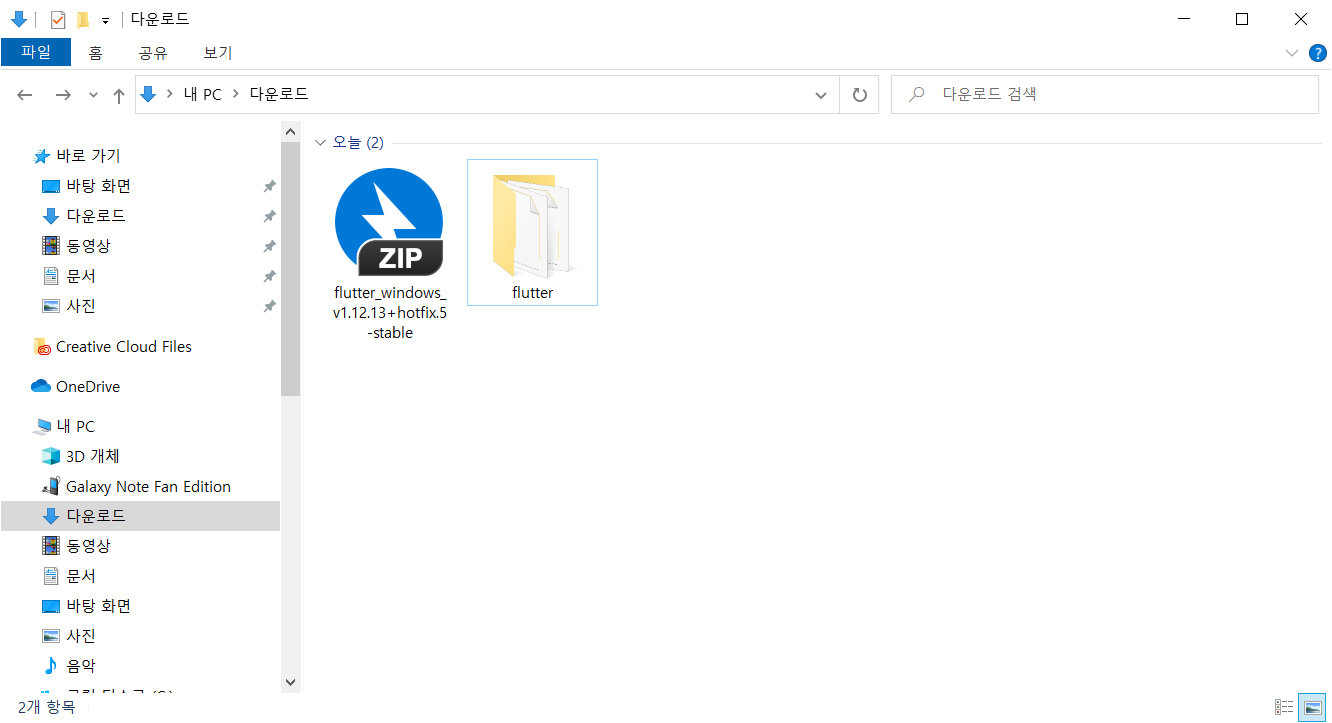 다운로드
파일 홈 공유 보기
내 PC 다운로드
다운로드 검색
바로 가기
바탕 화면
다운로드
동영상
문서
사진
Creative Cloud Files
OneDrive
내 PC
3D 개체
Galaxy Note Fan Edition
다운로드
동영상
문서
바탕 화면
사진
음악
오늘 (2)
ZIP
flutter_windows_
v1.12.13+hotfix.5
-stable
flutter
2개 항목